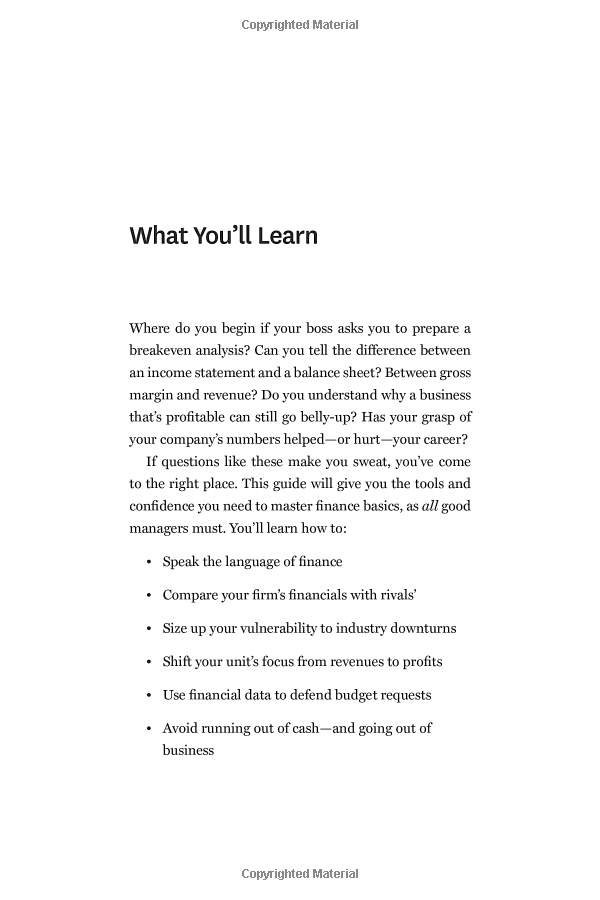 Copyrighted Material
What You’ll Learn
Where do you begin if your boss asks you to prepare a
breakeven analysis? Can you tell the difference between
an income statement and a balance sheet? Between gross
margin and revenue? Do you understand why a business
that’s profitable can still go belly-up? Has your grasp of
your company’s numbers helped—or hurt—your career?
If questions like these make you sweat, you’ve come
to the right place. This guide will give you the tools and
confidence you need to master finance basics, as all good
managers must. You’ll learn how to:
• Speak the language of finance
• Compare your firm’s financials with rivals’
• Size up your vulnerability to industry downturns
• Shift your unit’s focus from revenues to profits
• Use financial data to defend budget requests
• Avoid running out of cash—and going out of
business
Copyrighted Material